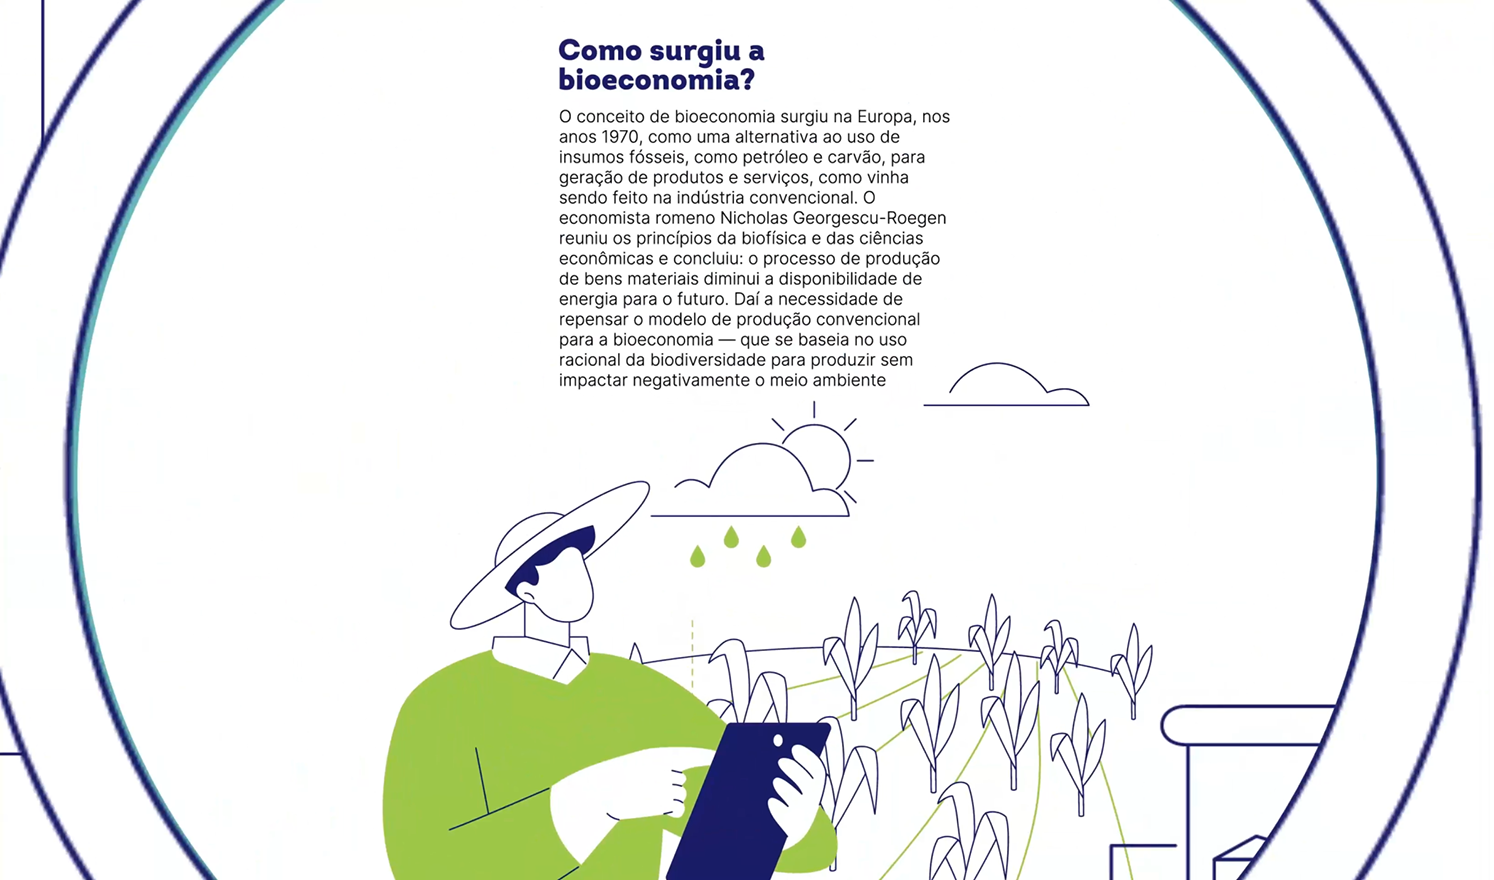 Como surgiu a
bioeconomia?
O conceito de bioeconomia surgiu na Europa, nos
anos 1970, como uma alternativa ao uso de
insumos fósseis, como petróleo e carvão, para
geração de produtos e serviços, como vinha
sendo feito na indústria convencional. O
economista romeno Nicholas Georgescu-Roegen
reuniu os princípios da biofísica e das ciências
econômicas e concluiu: o processo de produção
de bens materiais diminui a disponibilidade de
energia para o futuro. Daí a necessidade de
repensar o modelo de produção convencional
para a bioeconomia — que se baseia no uso
racional da biodiversidade para produzir sem
impactar negativamente o meio ambiente